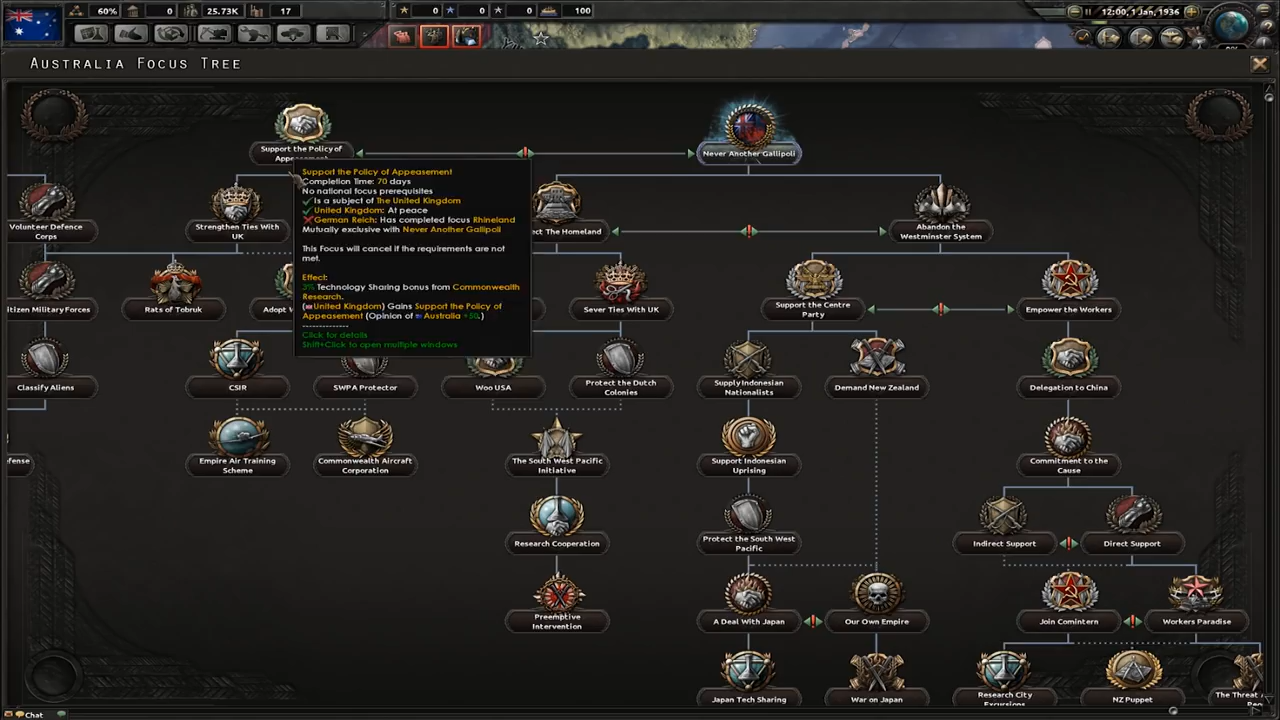 60%
0
25.73K
17
0
0
0
100
12:00, 1 Jan, 1936
Australia Focus Tree
Support the Policy of
Never Another Gallipoli
Support the Policy of Appeasement
Completion Time: 70 days
No national focus prerequisites
Is a subject of The United Kingdom
United Kingdom: At peace
German Reich: Has completed focus Rhineland
Mutually exclusive with Never Another Gallipoli
This Focus will cancel if the requirements are not
met.
Effect:
3% Technology Sharing bonus from Commonwealth
Research.
(United Kingdom) Gains Support the Policy of
Appeasement (Opinion of Australia +50.)
--------------
Click for details
Shift+Click to open multiple windows
Volunteer Defence
Corps
Strengthen Ties With
UK
ect The Homeland
Abandon the
Westminster System
itizen Military Forces
Rats of Tobruk
Adopt W
Sever Ties With UK
Support the Centre
Party
Empower the Workers
Classify Aliens
CSIR
SWPA Protector
Woo USA
Protect the Dutch
Colonies
Supply Indonesian
Nationalists
Demand New Zealand
Delegation to China
efense
Empire Air Training
Scheme
Commonwealth Aircraft
Corporation
The South West Pacific
Initiative
Support Indonesian
Uprising
Commitment to the
Cause
Research Cooperation
Protect the South West
Pacific
Indirect Support
Direct Support
Preemptive
Intervention
A Deal With Japan
Our Own Empire
Join Comintern
Workers Paradise
Japan Tech Sharing
War on Japan
Research City
Excursions
NZ Puppet
The Threat
Chat